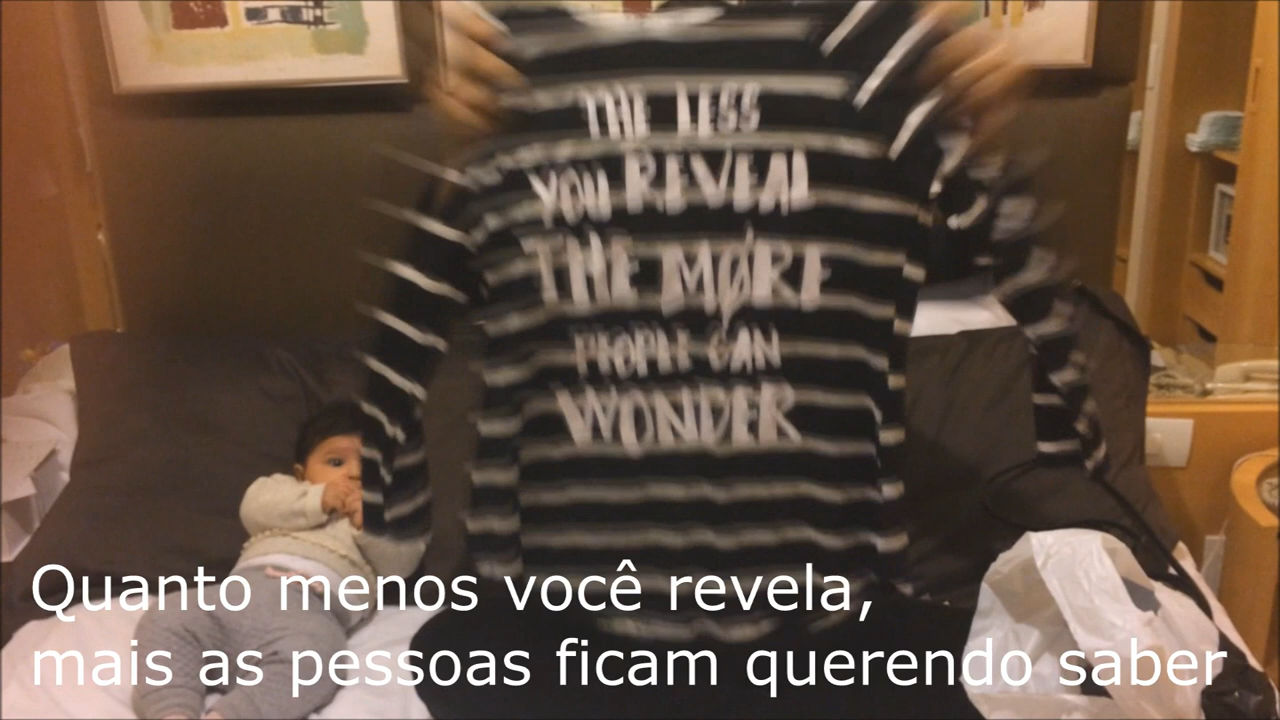 THE LESS
YOU REVEAL
THE MØRE
PEOPLE CAN
WONDER
Quanto menos você revela,
mais as pessoas ficam querendo saber